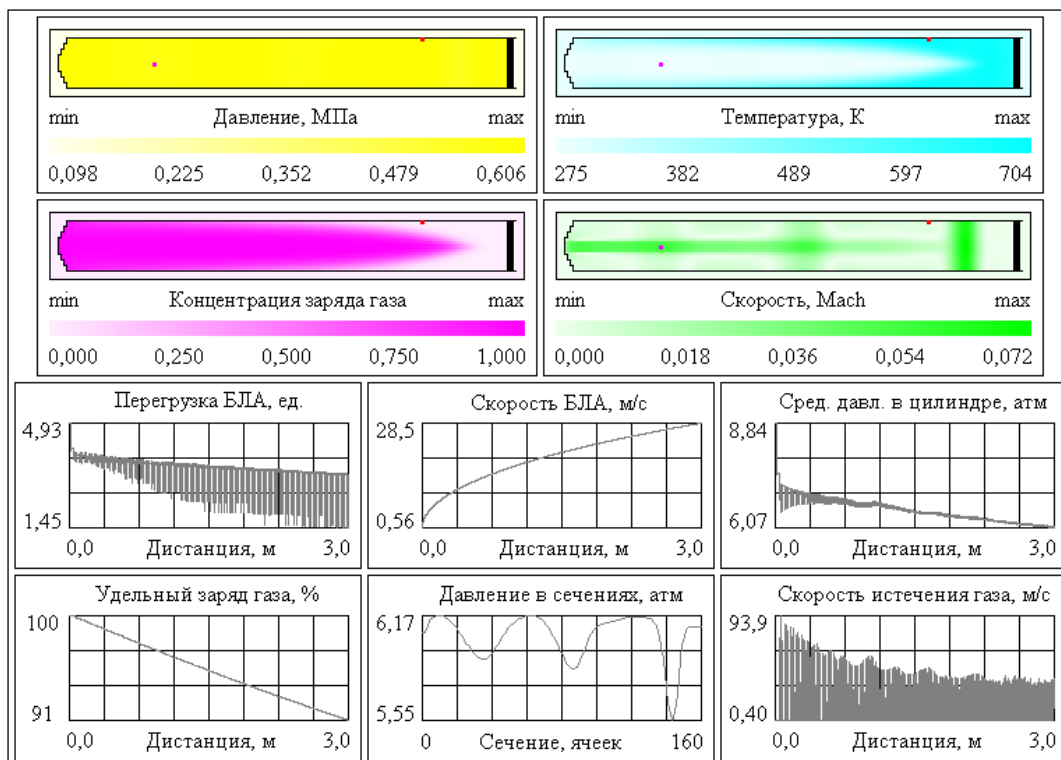 min Давление, МПа max
0,098 0,225 0,352 0,479 0,606
min Температура, К max
275 382 489 597 704
min Концентрация заряда газа max
0,000 0,250 0,500 0,750 1,000
min Скорость, Mach max
0,000 0,018 0,036 0,054 0,072
Перегрузка БЛА, ед.
4,93
1,45
0,0 Дистанция, м 3,0
Скорость БЛА, м/с
28,5
0,56
0,0 Дистанция, м 3,0
Сред. давл. в цилиндре, атм
8,84
6,07
0,0 Дистанция, м 3,0
Удельный заряд газа, %
100
91
0,0 Дистанция, м 3,0
Давление в сечениях, атм
6,17
5,55
0 Сечение, ячеек 160
Скорость истечения газа, м/с
93,9
0,40
0,0 Дистанция, м 3,0